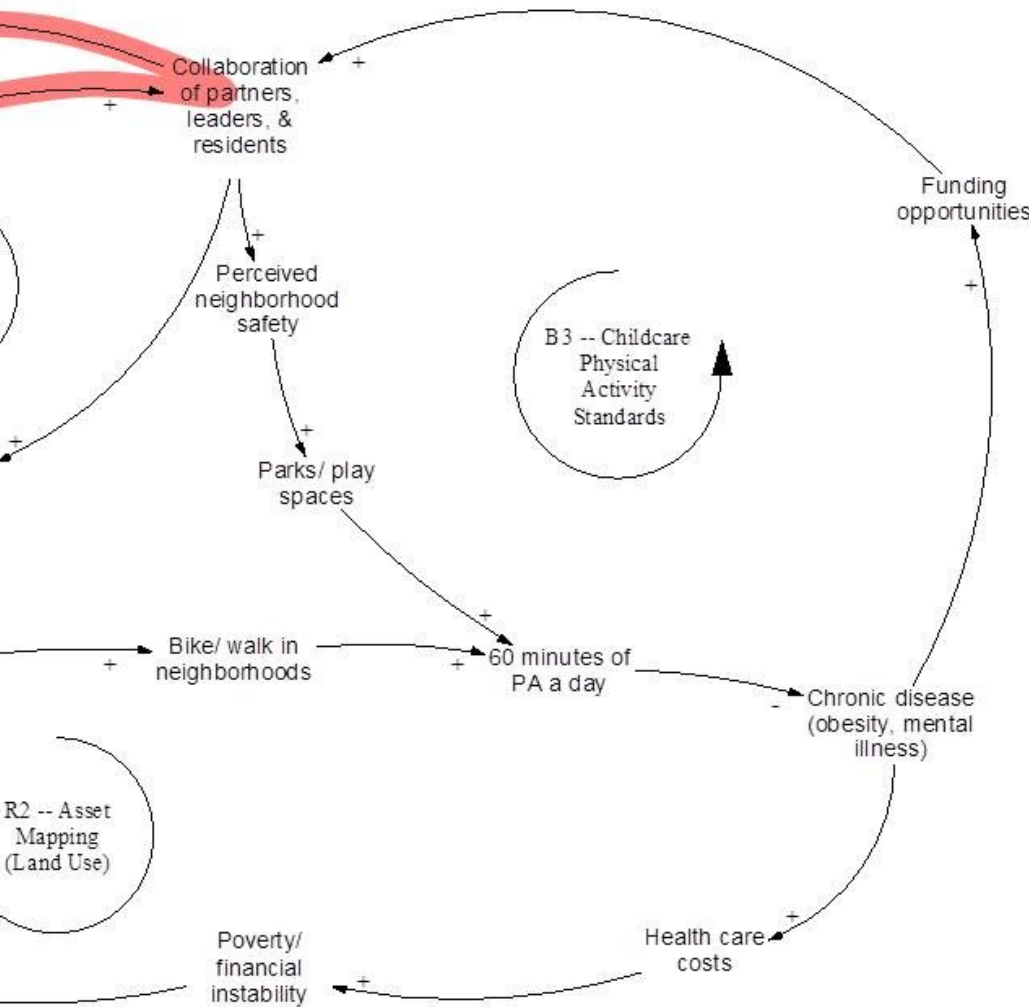 Collaboration
of partners,
leaders, &
residents
+
+
Funding
opportunities
+
Perceived
neighborhood
safety
+
B3 -- Childcare
Physical
Activity
Standards
+
+
Parks/ play
spaces
+
Bike/ walk in
neighborhoods
+
+
60 minutes of
PA a day
-
Chronic disease
(obesity, mental
illness)
R2 -- Asset
Mapping
(Land Use)
+
Health care
costs
Poverty/
financial
instability
+